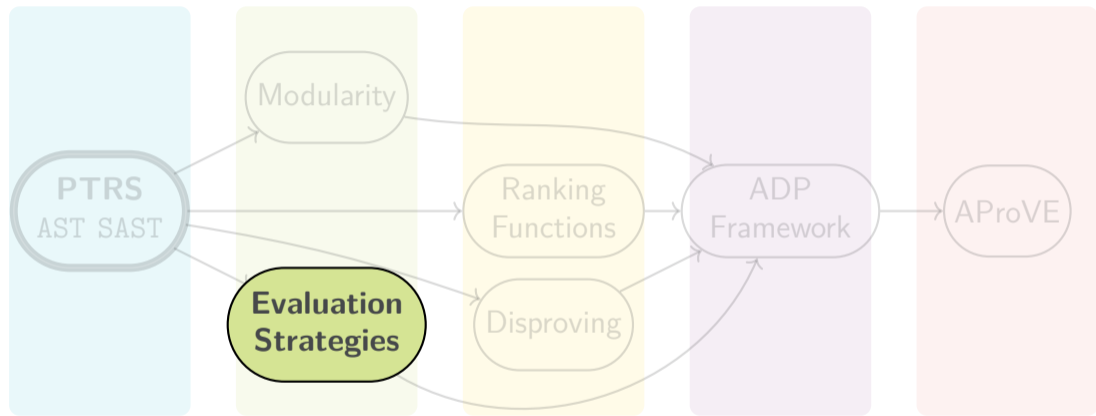 Modularity
PTRS
AST SAST
Ranking
Functions
ADP
Framework
AProVE
Evaluation
Strategies
Disproving